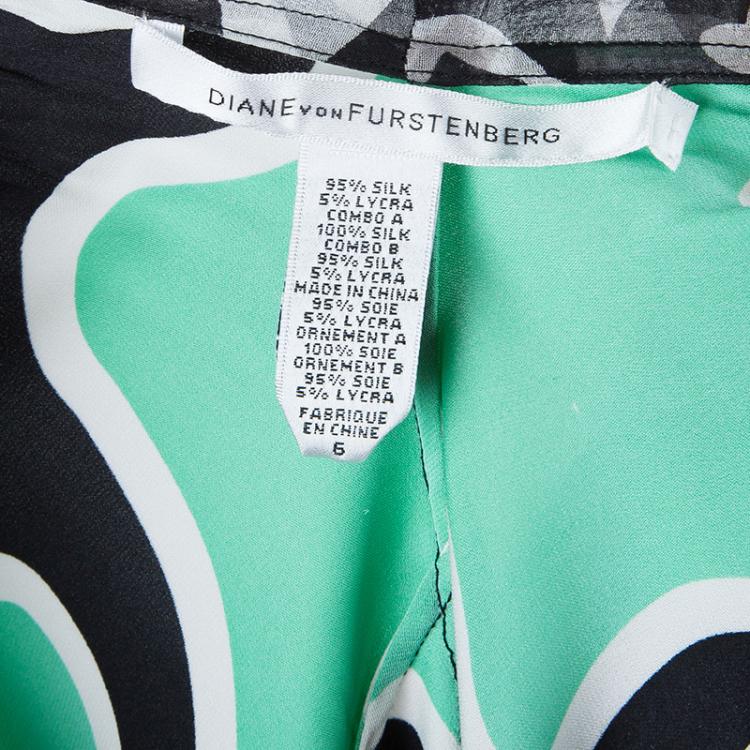 DIANE VON FURSTENBERG
95% SILK
5% LYCRA
COMBO A
100% SILK
COMBO B
95% SILK
5% LYCRA
MADE IN CHINA
95% SOIE
5% LYCRA
ORNEMENT A
100% SOIE
ORNEMENT B
95% SOIE
5% LYCRA
FABRIQUE
EN CHINE
6